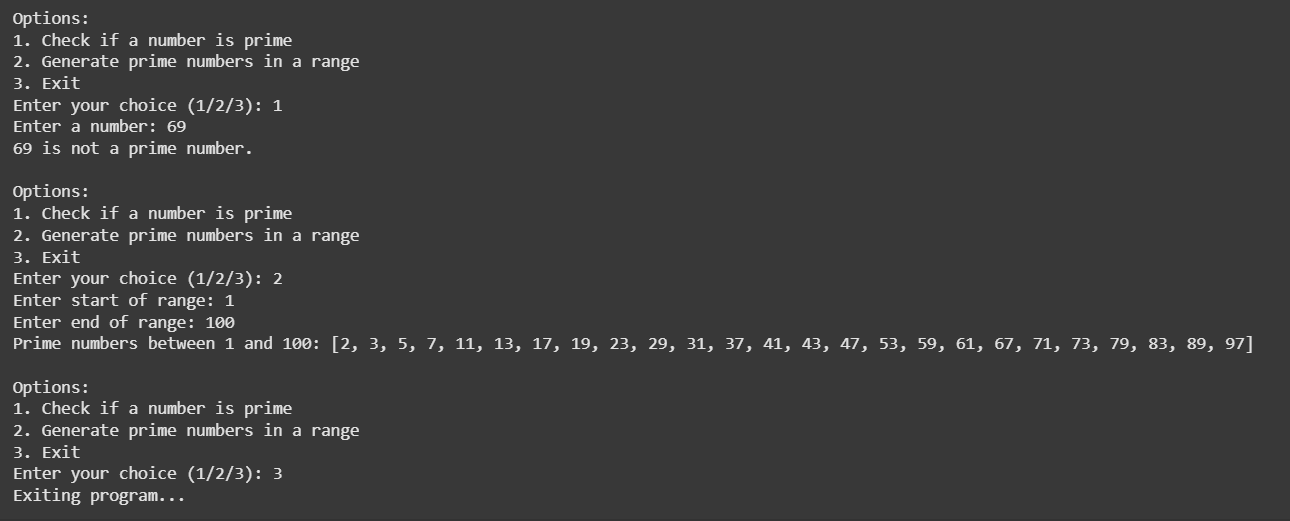 Options:
1. Check if a number is prime
2. Generate prime numbers in a range
3. Exit
Enter your choice (1/2/3): 1
Enter a number: 69
69 is not a prime number.

Options:
1. Check if a number is prime
2. Generate prime numbers in a range
3. Exit
Enter your choice (1/2/3): 2
Enter start of range: 1
Enter end of range: 100
Prime numbers between 1 and 100: [2, 3, 5, 7, 11, 13, 17, 19, 23, 29, 31, 37, 41, 43, 47, 53, 59, 61, 67, 71, 73, 79, 83, 89, 97]

Options:
1. Check if a number is prime
2. Generate prime numbers in a range
3. Exit
Enter your choice (1/2/3): 3
Exiting program...